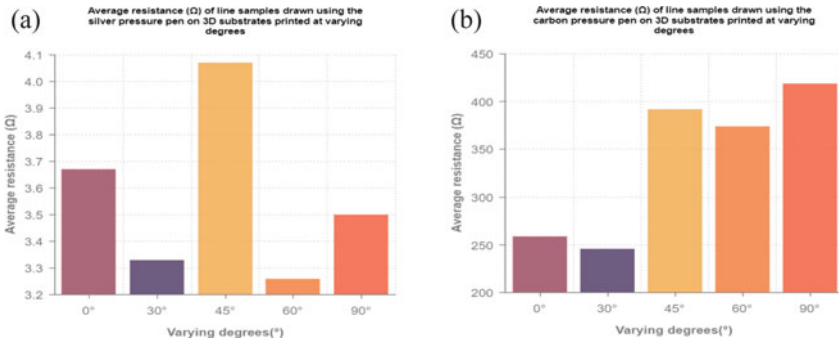 (a)
Average resistance (Ω) of line samples drawn using the
silver pressure pen on 3D substrates printed at varying
degrees
4.1
4.0
3.9
3.8
3.7
3.6
3.5
3.4
3.3
3.2
Average resistance (Ω)
0°
30°
45°
60°
90°
Varying degrees(°)
(b)
Average resistance (Ω) of line samples drawn using the
carbon pressure pen on 3D substrates printed at varying
degrees
450
400
350
300
250
200
Average resistance (Ω)
0°
30°
45°
60°
90°
Varying degrees(°)